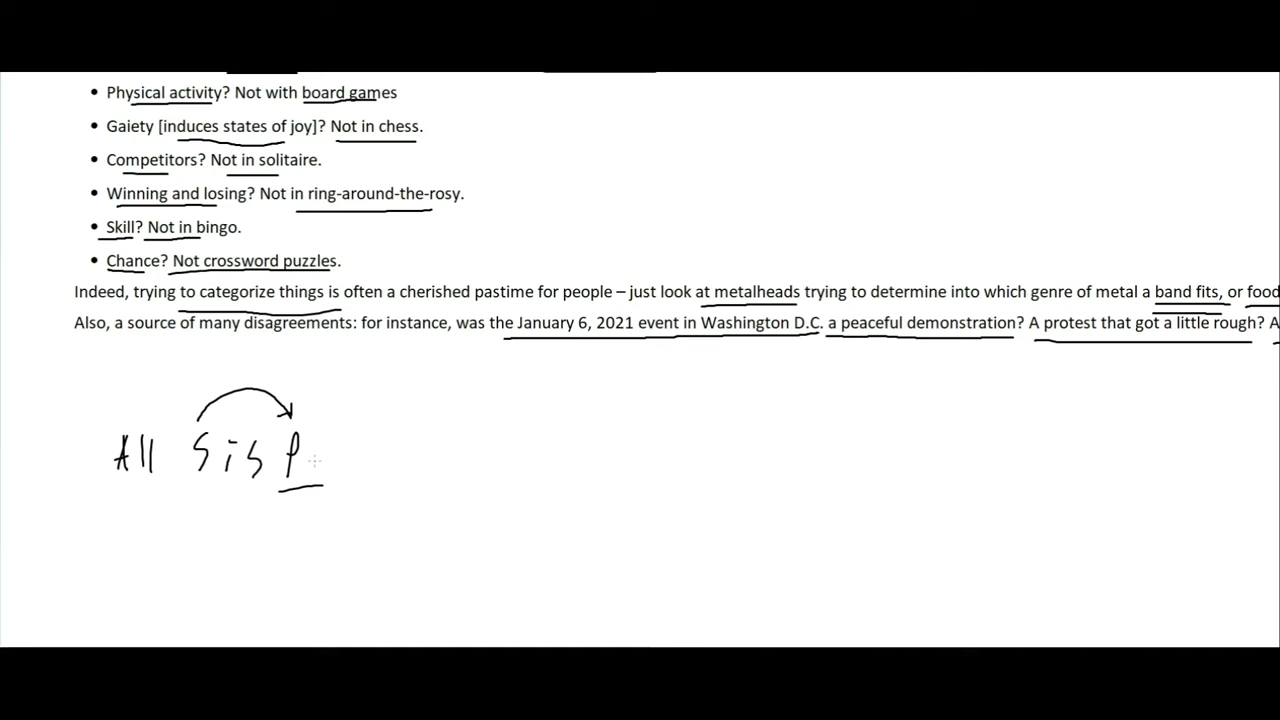 • Physical activity? Not with board games
• Gaiety [induces states of joy]? Not in chess.
• Competitors? Not in solitaire.
• Winning and losing? Not in ring-around-the-rosy.
• Skill? Not in bingo.
• Chance? Not crossword puzzles.
Indeed, trying to categorize things is often a cherished pastime for people – just look at metalheads trying to determine into which genre of metal a band fits, or food
Also, a source of many disagreements: for instance, was the January 6, 2021 event in Washington D.C. a peaceful demonstration? A protest that got a little rough? A
All S is P